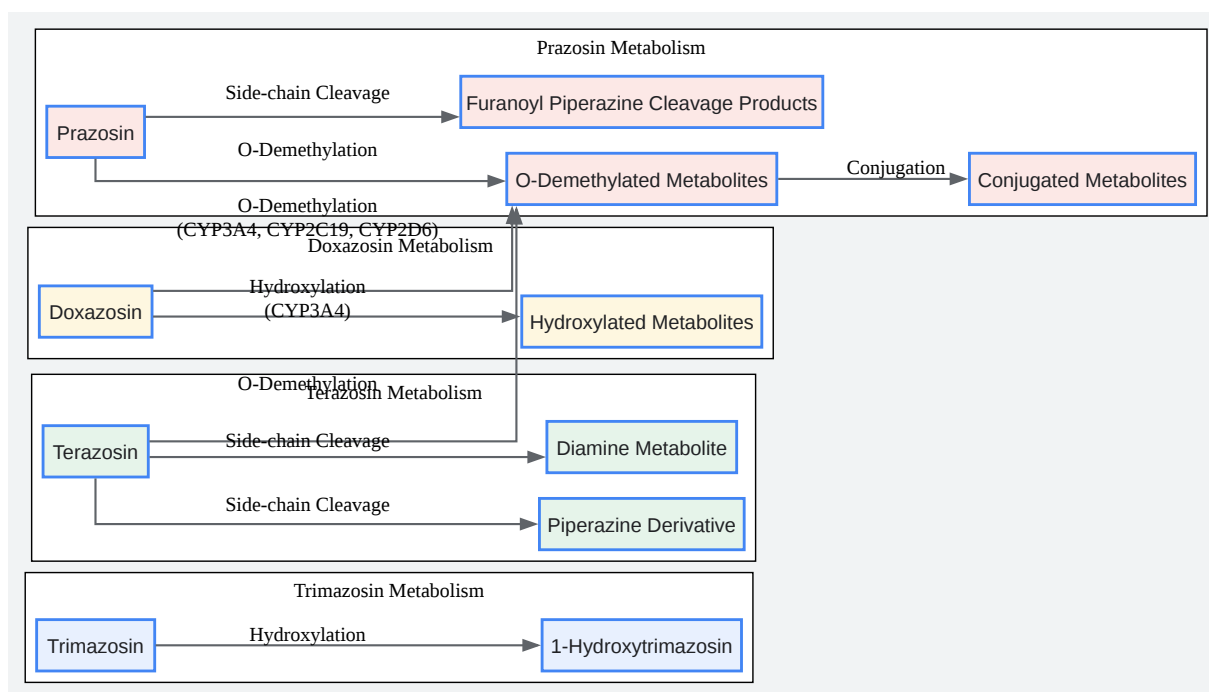 Prazosin Metabolism
Side-chain Cleavage
Furanoyl Piperazine Cleavage Products
Prazosin
O-Demethylation
O-Demethylated Metabolites
Conjugation
Conjugated Metabolites
O-Demethylation
(CYP3A4, CYP2C19, CYP2D6)
Doxazosin Metabolism
Hydroxylation
(CYP3A4)
Doxazosin
Hydroxylated Metabolites
O-Demethylation
Terazosin Metabolism
Side-chain Cleavage
Terazosin
Diamine Metabolite
Side-chain Cleavage
Piperazine Derivative
Trimazosin Metabolism
Hydroxylation
Trimazosin
1-Hydroxytrimazosin